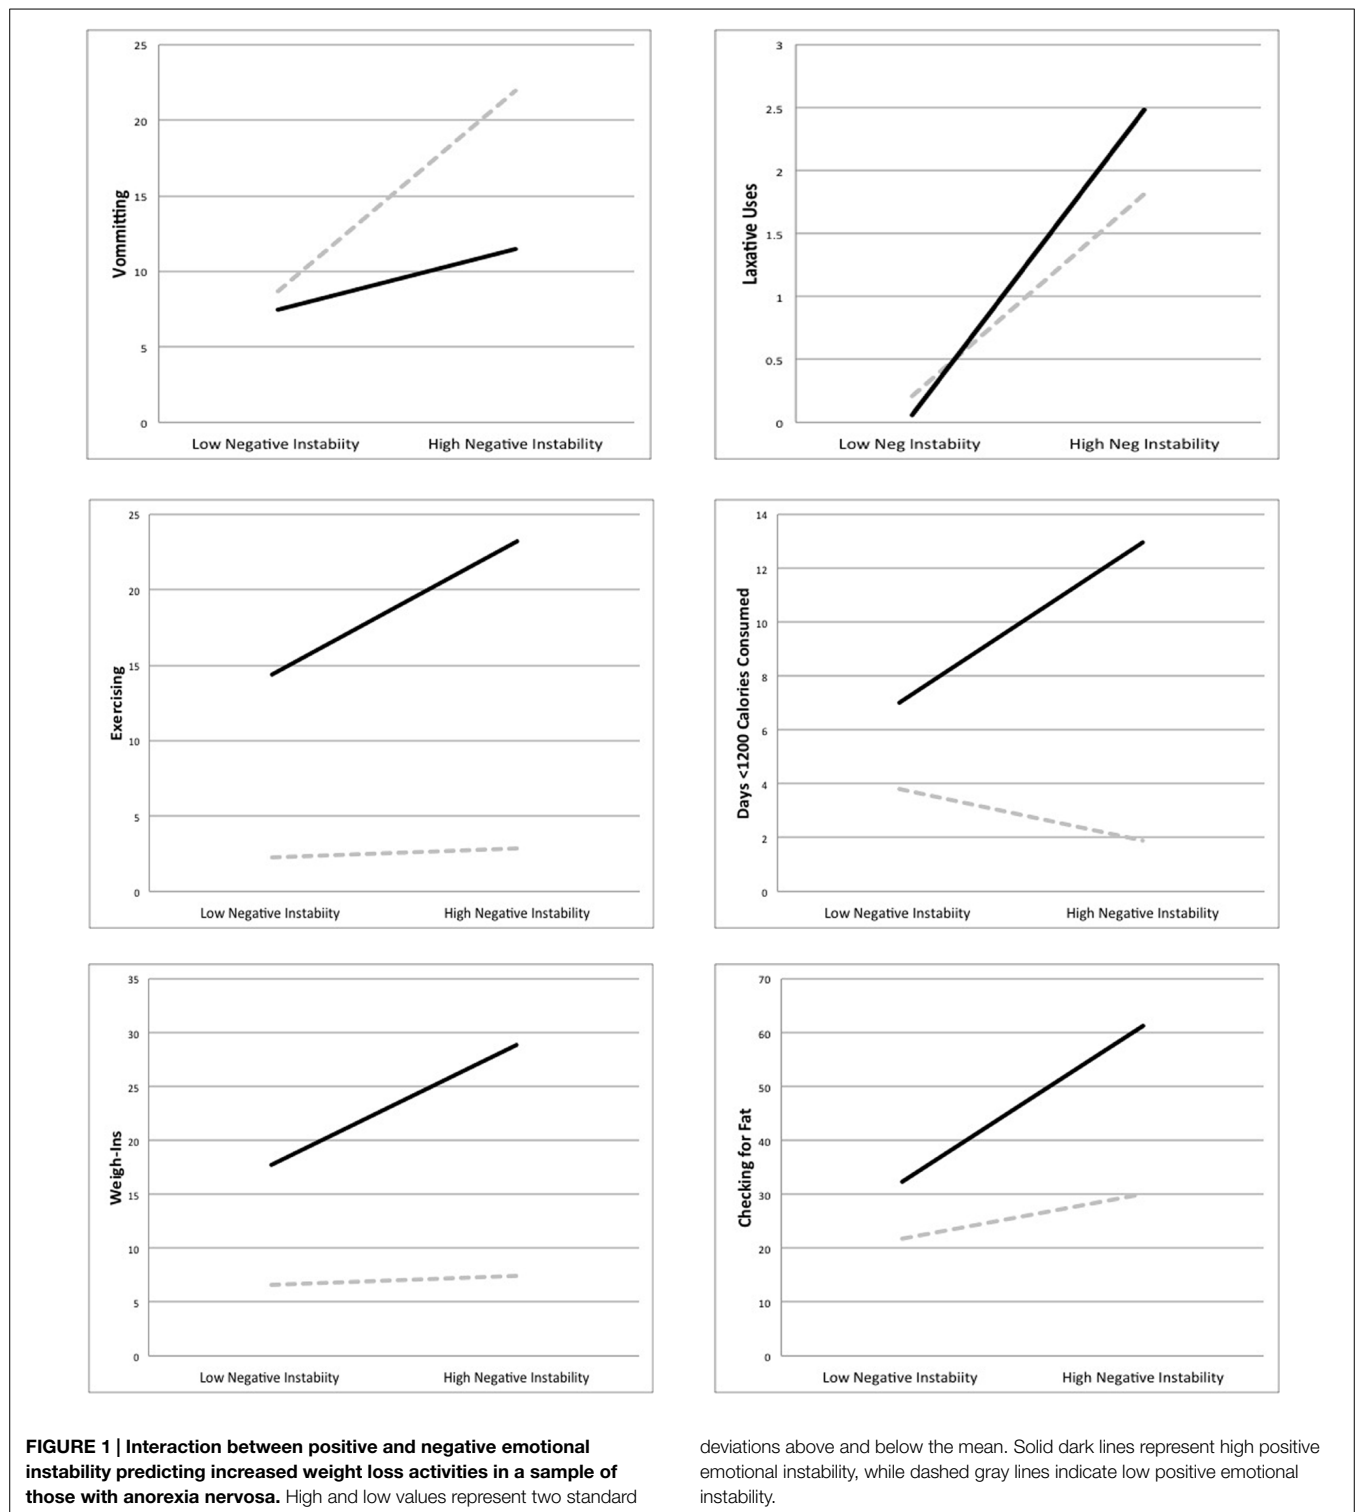 25
20
15
10
5
0
Vommitting
Low Negative Instabiity
High Negative Instability
3
2.5
2
1.5
1
0.5
0
Laxative Uses
Low Neg Instabiity
High Neg Instability
25
20
15
10
5
0
Exercising
Low Negative Instabiity
High Negative Instability
14
12
10
8
6
4
2
0
Days <1200 Calories Consumed
Low Negative Instabiity
High Negative Instability
35
30
25
20
15
10
5
0
Weigh-Ins
Low Negative Instabiity
High Negative Instability
70
60
50
40
30
20
10
0
Checking for Fat
Low Negative Instabiity
High Negative Instability
FIGURE 1 | Interaction between positive and negative emotional
instability predicting increased weight loss activities in a sample of
those with anorexia nervosa. High and low values represent two standard
deviations above and below the mean. Solid dark lines represent high positive
emotional instability, while dashed gray lines indicate low positive emotional
instability.